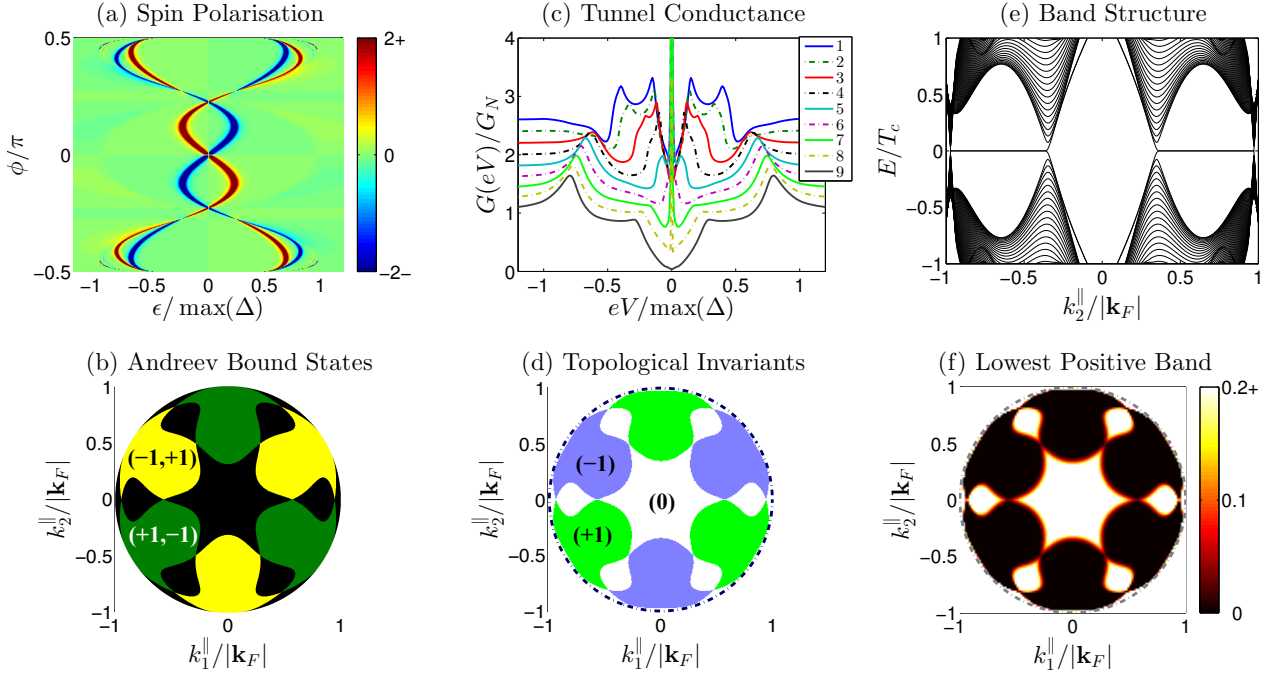 (a) Spin Polarisation
0.5
0
−0.5
ϕ/π
−1 −0.5 0 0.5 1
ϵ/ max(Δ)
2+
0
−2−
(c) Tunnel Conductance
4
3
2
1
0
G(eV)/G_N
−1 −0.5 0 0.5 1
eV/max(Δ)
1
2
3
4
5
6
7
8
9
(e) Band Structure
1
0.5
0
−0.5
−1
E/T_c
−1 −0.5 0 0.5 1
k_2^∥/|k_F|
(b) Andreev Bound States
1
0.5
0
−0.5
−1
k_2^∥/|k_F|
(−1,+1)
(+1,−1)
−1 0 1
k_1^∥/|k_F|
(d) Topological Invariants
1
0.5
0
−0.5
−1
k_2^∥/|k_F|
(−1)
(0)
(+1)
−1 0 1
k_1^∥/|k_F|
(f) Lowest Positive Band
1
0.5
0
−0.5
−1
k_2^∥/|k_F|
−1 0 1
k_1^∥/|k_F|
0.2+
0.1
0